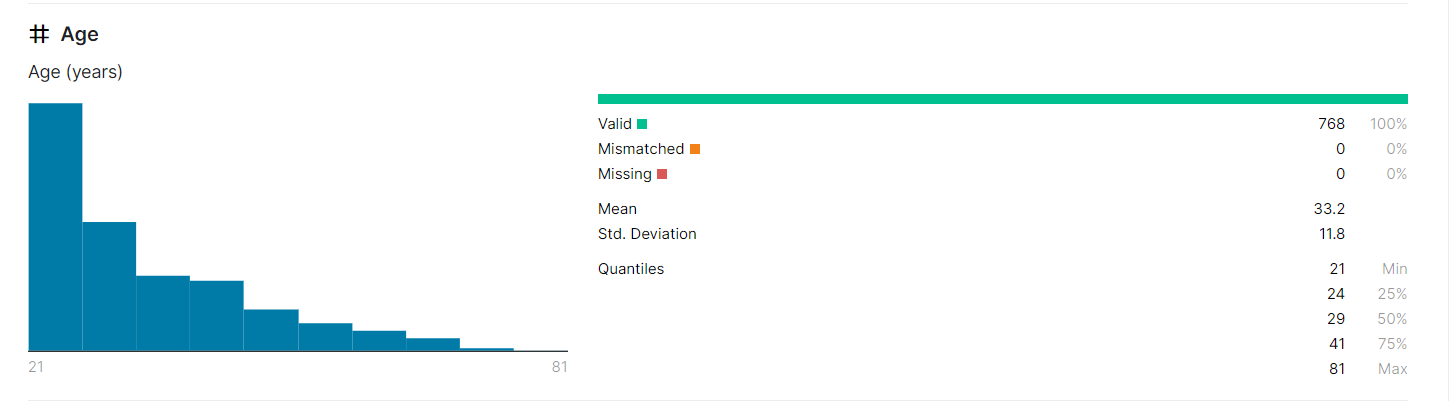 # Age
Age (years)
21 81
Valid 768 100%
Mismatched 0 0%
Missing 0 0%
Mean 33.2
Std. Deviation 11.8
Quantiles 21 Min
24 25%
29 50%
41 75%
81 Max